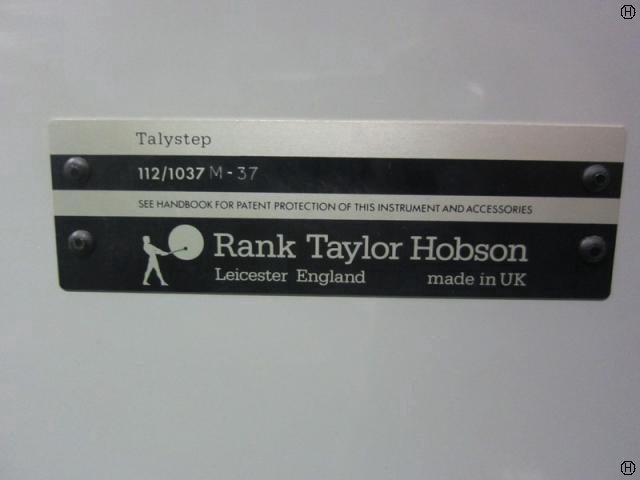 Talystep
112/1037 M - 37
SEE HANDBOOK FOR PATENT PROTECTION OF THIS INSTRUMENT AND ACCESSORIES
Rank Taylor Hobson
Leicester England made in UK